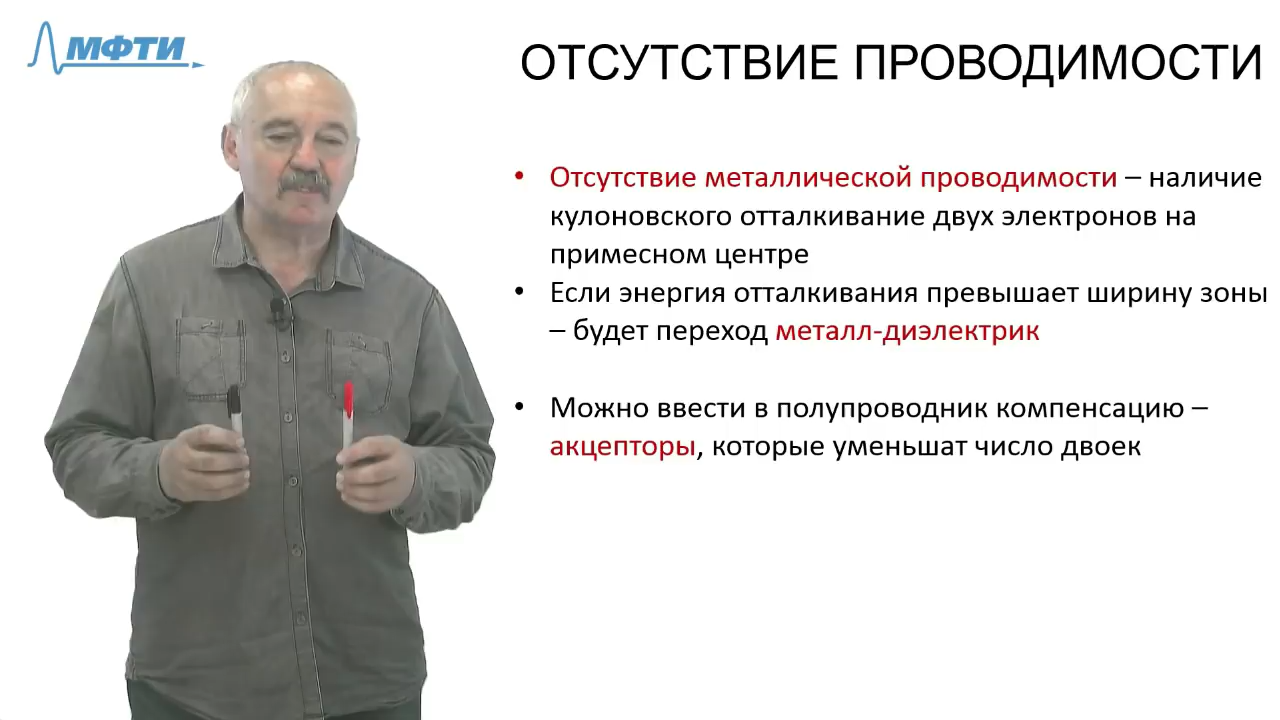 МФТИ
ОТСУТСТВИЕ ПРОВОДИМОСТИ
• Отсутствие металлической проводимости – наличие
кулоновского отталкивание двух электронов на
примесном центре
• Если энергия отталкивания превышает ширину зоны
– будет переход металл-диэлектрик
• Можно ввести в полупроводник компенсацию –
акцепторы, которые уменьшат число двоек